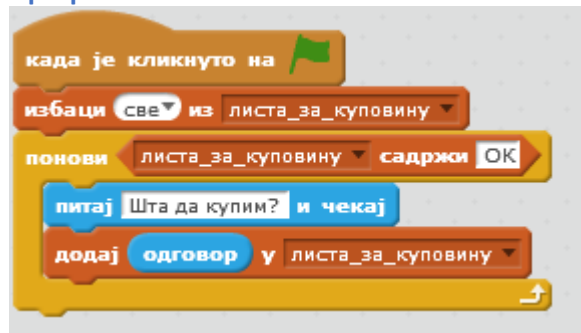 када је кликнуто на
избаци све из листа_за_куповину
понови листа_за_куповину садржи ОК
питај Шта да купим? и чекај
додај одговор у листа_за_куповину